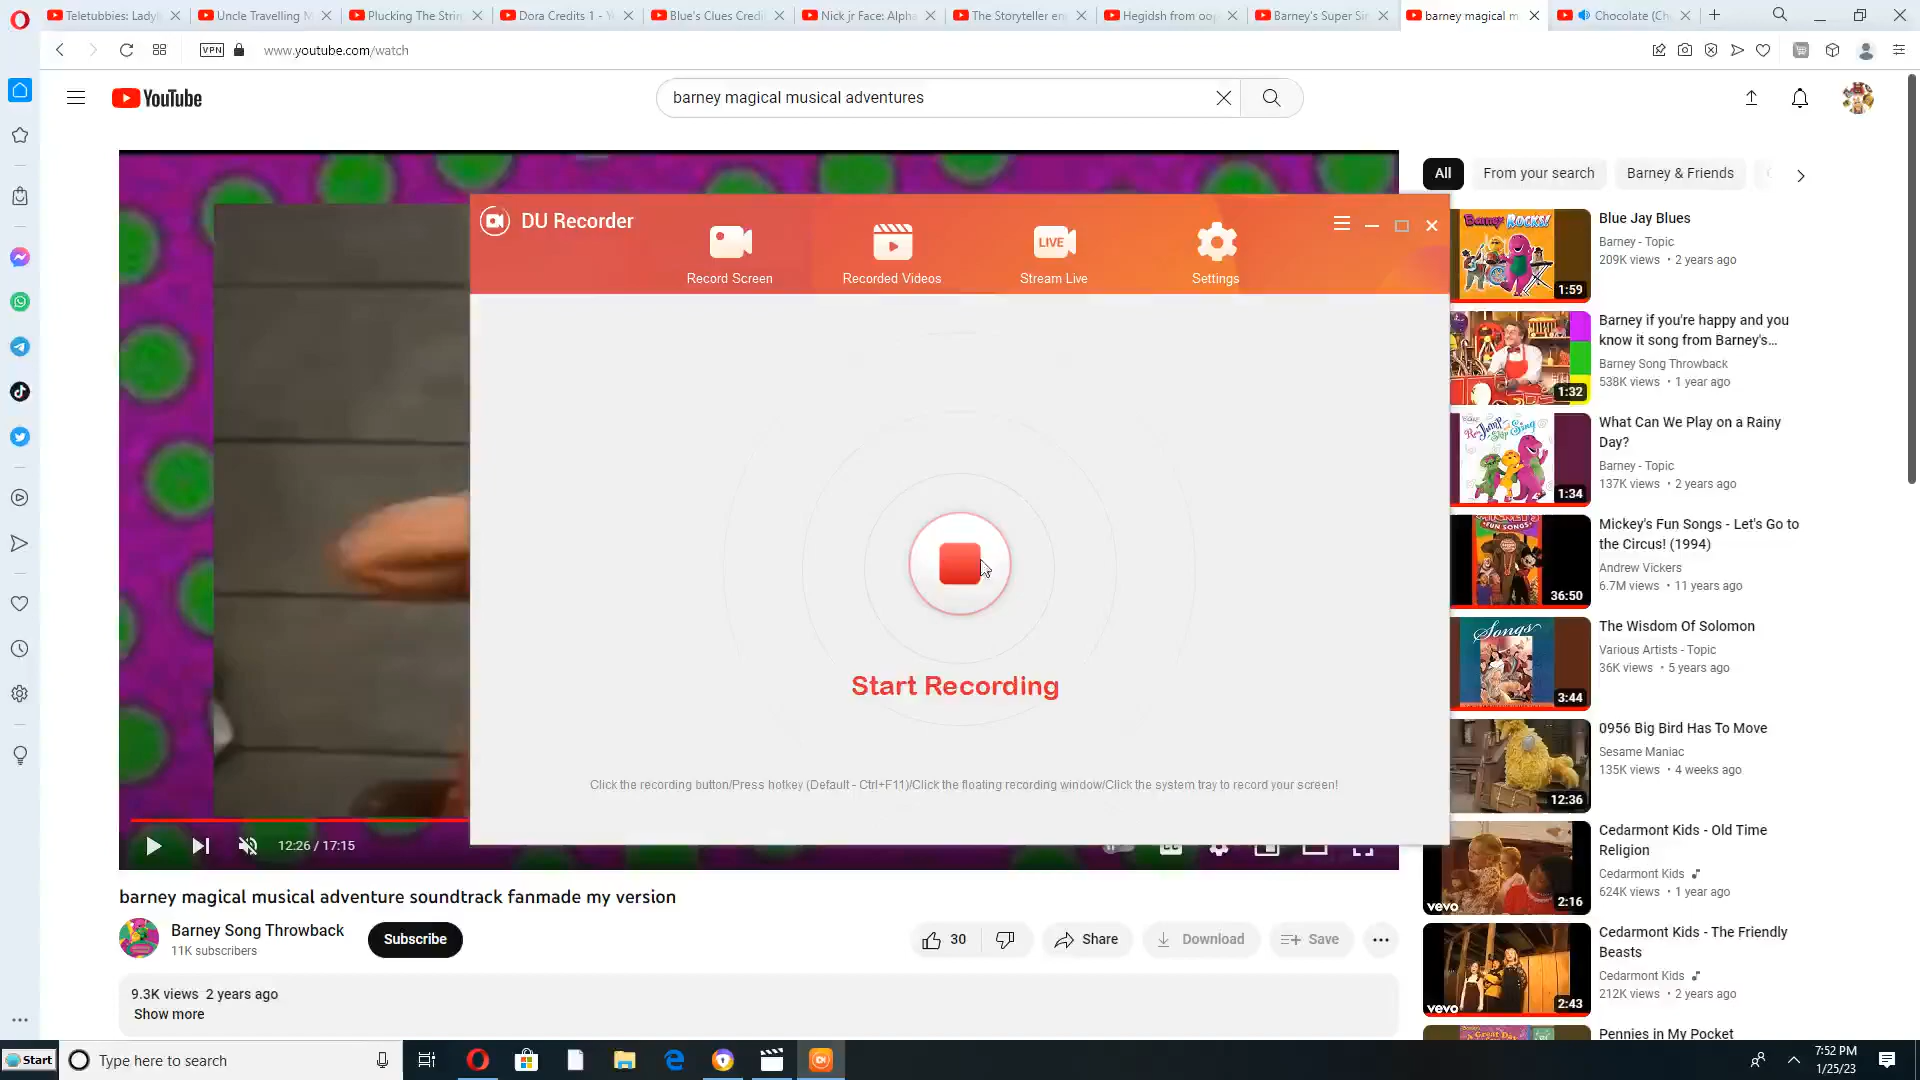 Teletubbies: Lady
Uncle Travelling M
Plucking The Strin
Dora Credits 1 - Y
Blue's Clues Credi
Nick jr Face: Alpha
The Storyteller en
Hegidsh from oop
Barney's Super Sin
barney magical m
Chocolate (Ch
VPN
www.youtube.com/watch
YouTube
barney magical musical adventures
All
From your search
Barney & Friends
DU Recorder
Record Screen
Recorded Videos
LIVE
Stream Live
Settings
Start Recording
Click the recording button/Press hotkey (Default - Ctrl+F11)/Click the floating recording window/Click the system tray to record your screen!
12:26 / 17:15
barney magical musical adventure soundtrack fanmade my version
Barney Song Throwback
11K subscribers
Subscribe
30
Share
Download
Save
9.3K views 2 years ago
Show more
Barney ROCKS!
1:59
Blue Jay Blues
Barney - Topic
209K views • 2 years ago
1:32
Barney if you're happy and you
know it song from Barney's...
Barney Song Throwback
538K views • 1 year ago
Run, Jump Skip and Sing
1:34
What Can We Play on a Rainy
Day?
Barney - Topic
137K views • 2 years ago
FUN SONGS
36:50
Mickey's Fun Songs - Let's Go to
the Circus! (1994)
Andrew Vickers
6.7M views • 11 years ago
Songs
3:44
The Wisdom Of Solomon
Various Artists - Topic
36K views • 5 years ago
12:36
0956 Big Bird Has To Move
Sesame Maniac
135K views • 4 weeks ago
vevo
2:16
Cedarmont Kids - Old Time
Religion
Cedarmont Kids
624K views • 1 year ago
vevo
2:43
Cedarmont Kids - The Friendly
Beasts
Cedarmont Kids
212K views • 2 years ago
Pennies in My Pocket
Start
Type here to search
7:52 PM
1/25/23